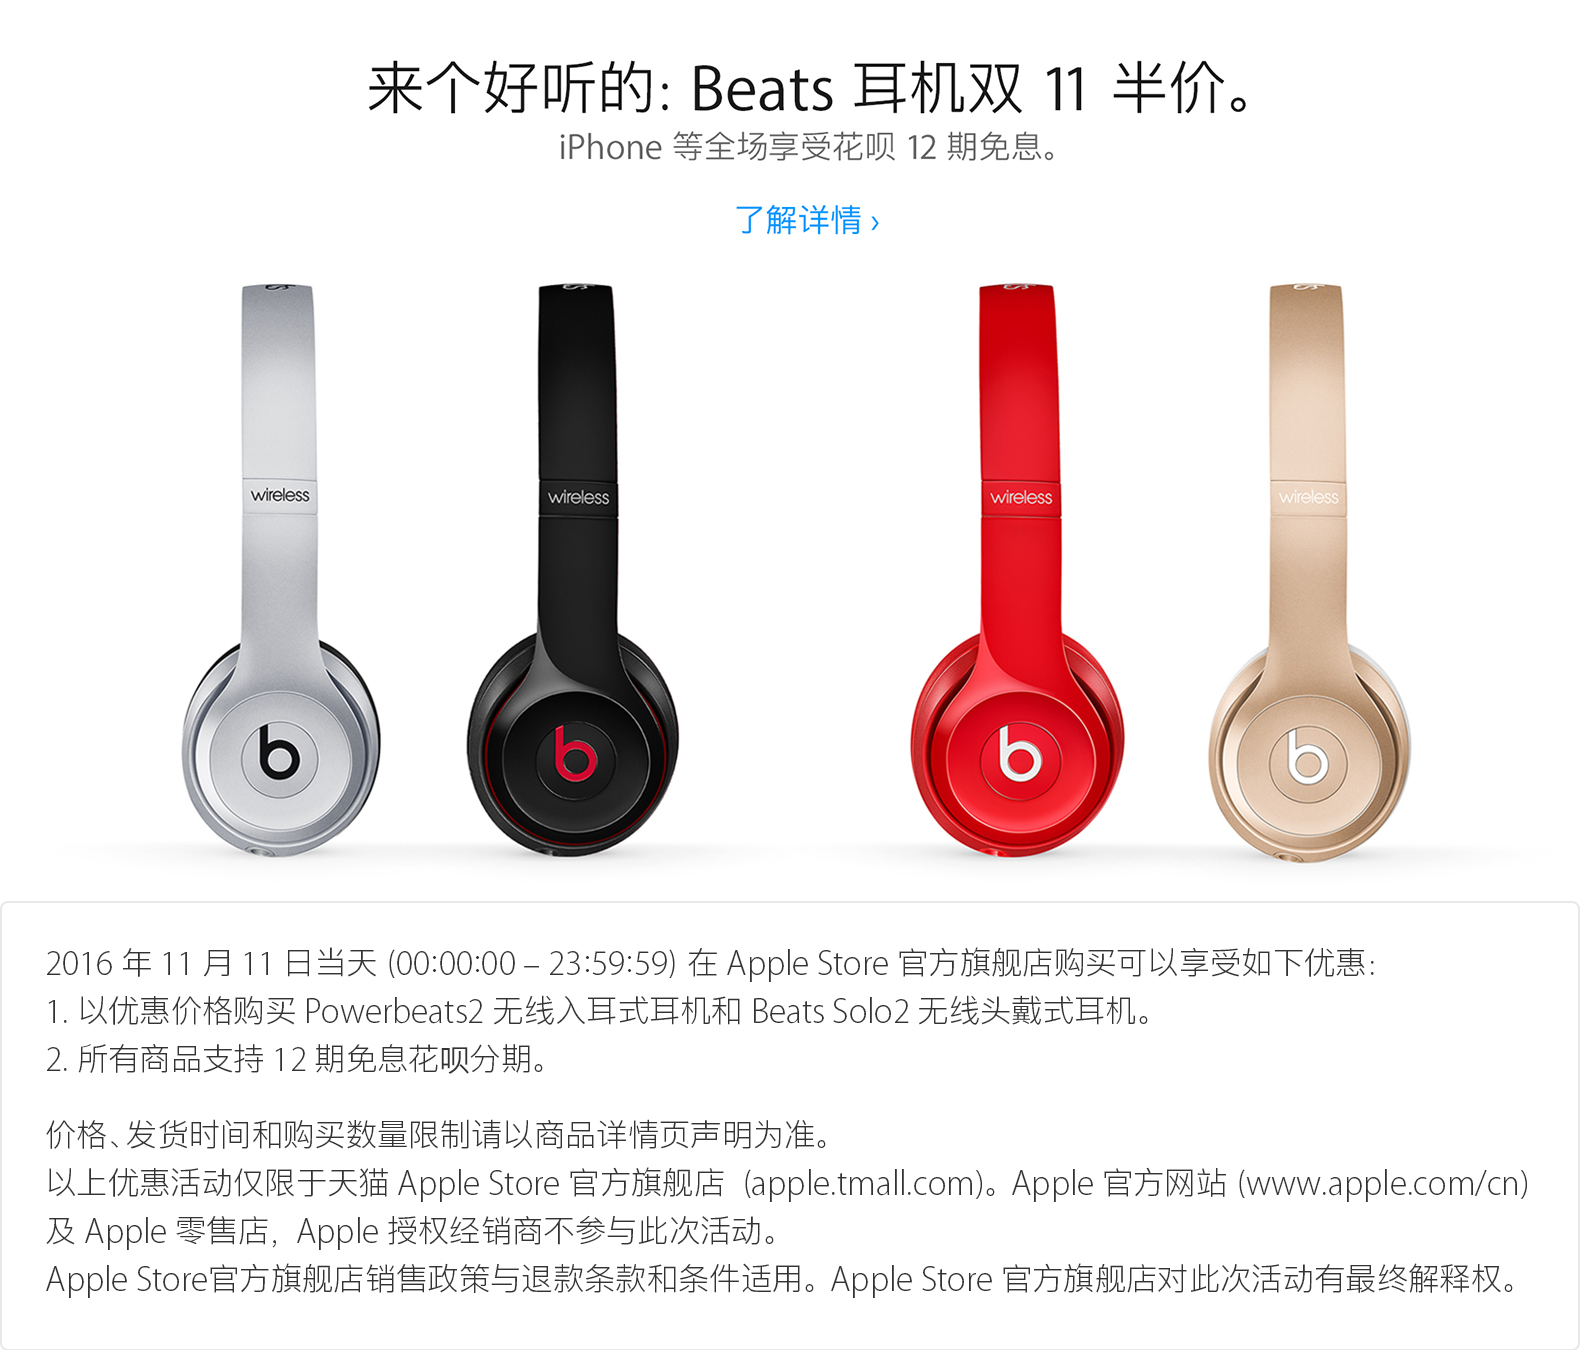 来个好听的: Beats 耳机双 11 半价。
iPhone 等全场享受花呗 12 期免息。
了解详情 ›
wireless
wireless
wireless
wireless
b
b
b
b
2016 年 11 月 11 日当天 (00:00:00 – 23:59:59) 在 Apple Store 官方旗舰店购买可以享受如下优惠:
1. 以优惠价格购买 Powerbeats2 无线入耳式耳机和 Beats Solo2 无线头戴式耳机。
2. 所有商品支持 12 期免息花呗分期。
价格、发货时间和购买数量限制请以商品详情页声明为准。
以上优惠活动仅限于天猫 Apple Store 官方旗舰店 (apple.tmall.com)。Apple 官方网站 (www.apple.com/cn)
及 Apple 零售店, Apple 授权经销商不参与此次活动。
Apple Store官方旗舰店销售政策与退款条款和条件适用。Apple Store 官方旗舰店对此次活动有最终解释权。